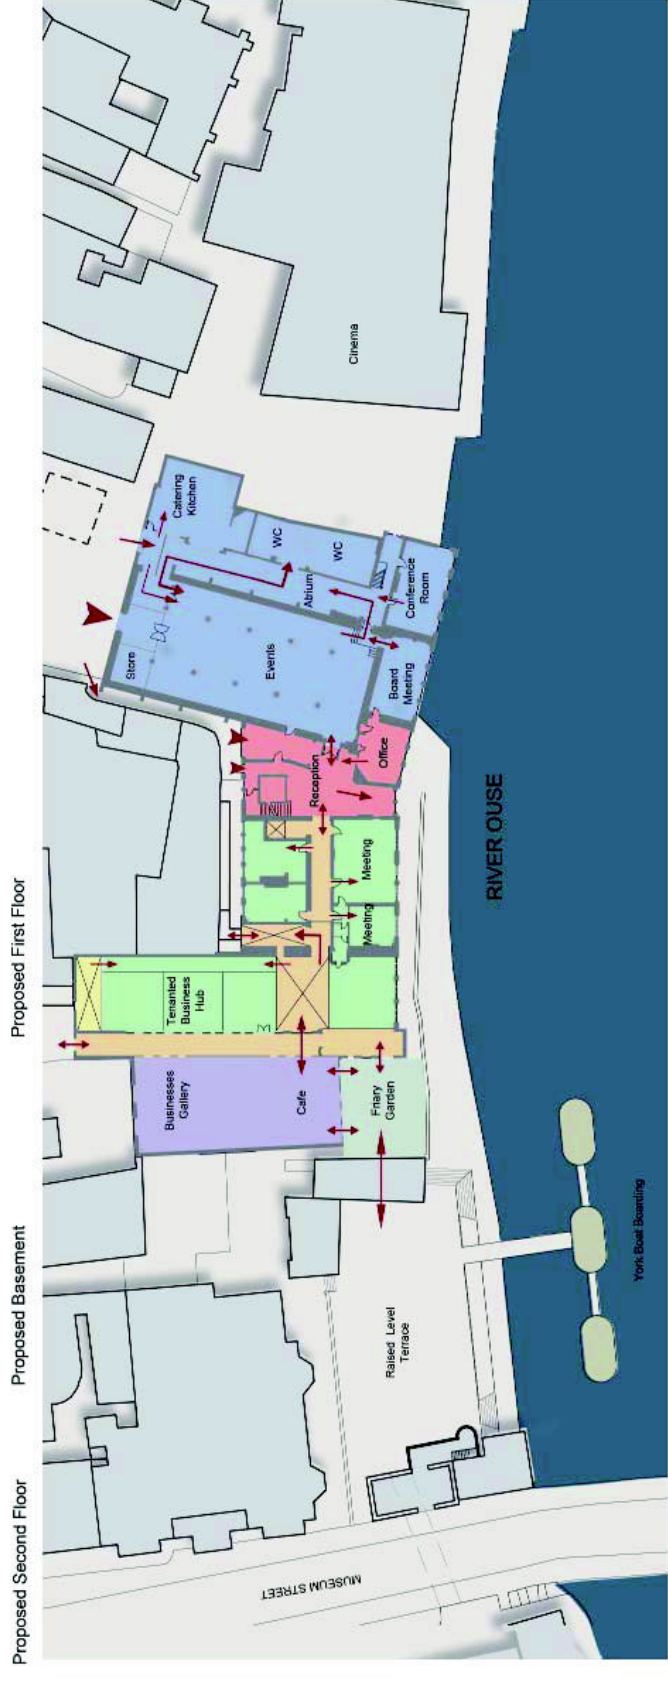 Proposed Second Floor
Proposed Basement
Proposed First Floor
MUSEUM STREET
Raised Level
Terrace
York Boat Boarding
Friary
Garden
Cafe
Businesses
Gallery
Tenanted
Business
Hub
Meeting
Meeting
Reception
Office
Store
Events
Board
Meeting
Atrium
Conference
Room
WC
WC
Catering
Kitchen
Cinema
RIVER OUSE